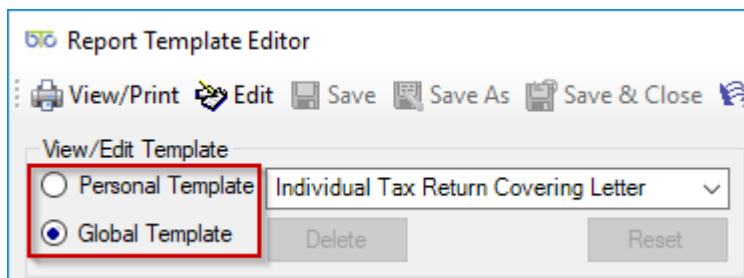 bto Report Template Editor
View/Print Edit Save Save As Save & Close
View/Edit Template
Personal Template Individual Tax Return Covering Letter
Global Template Delete Reset